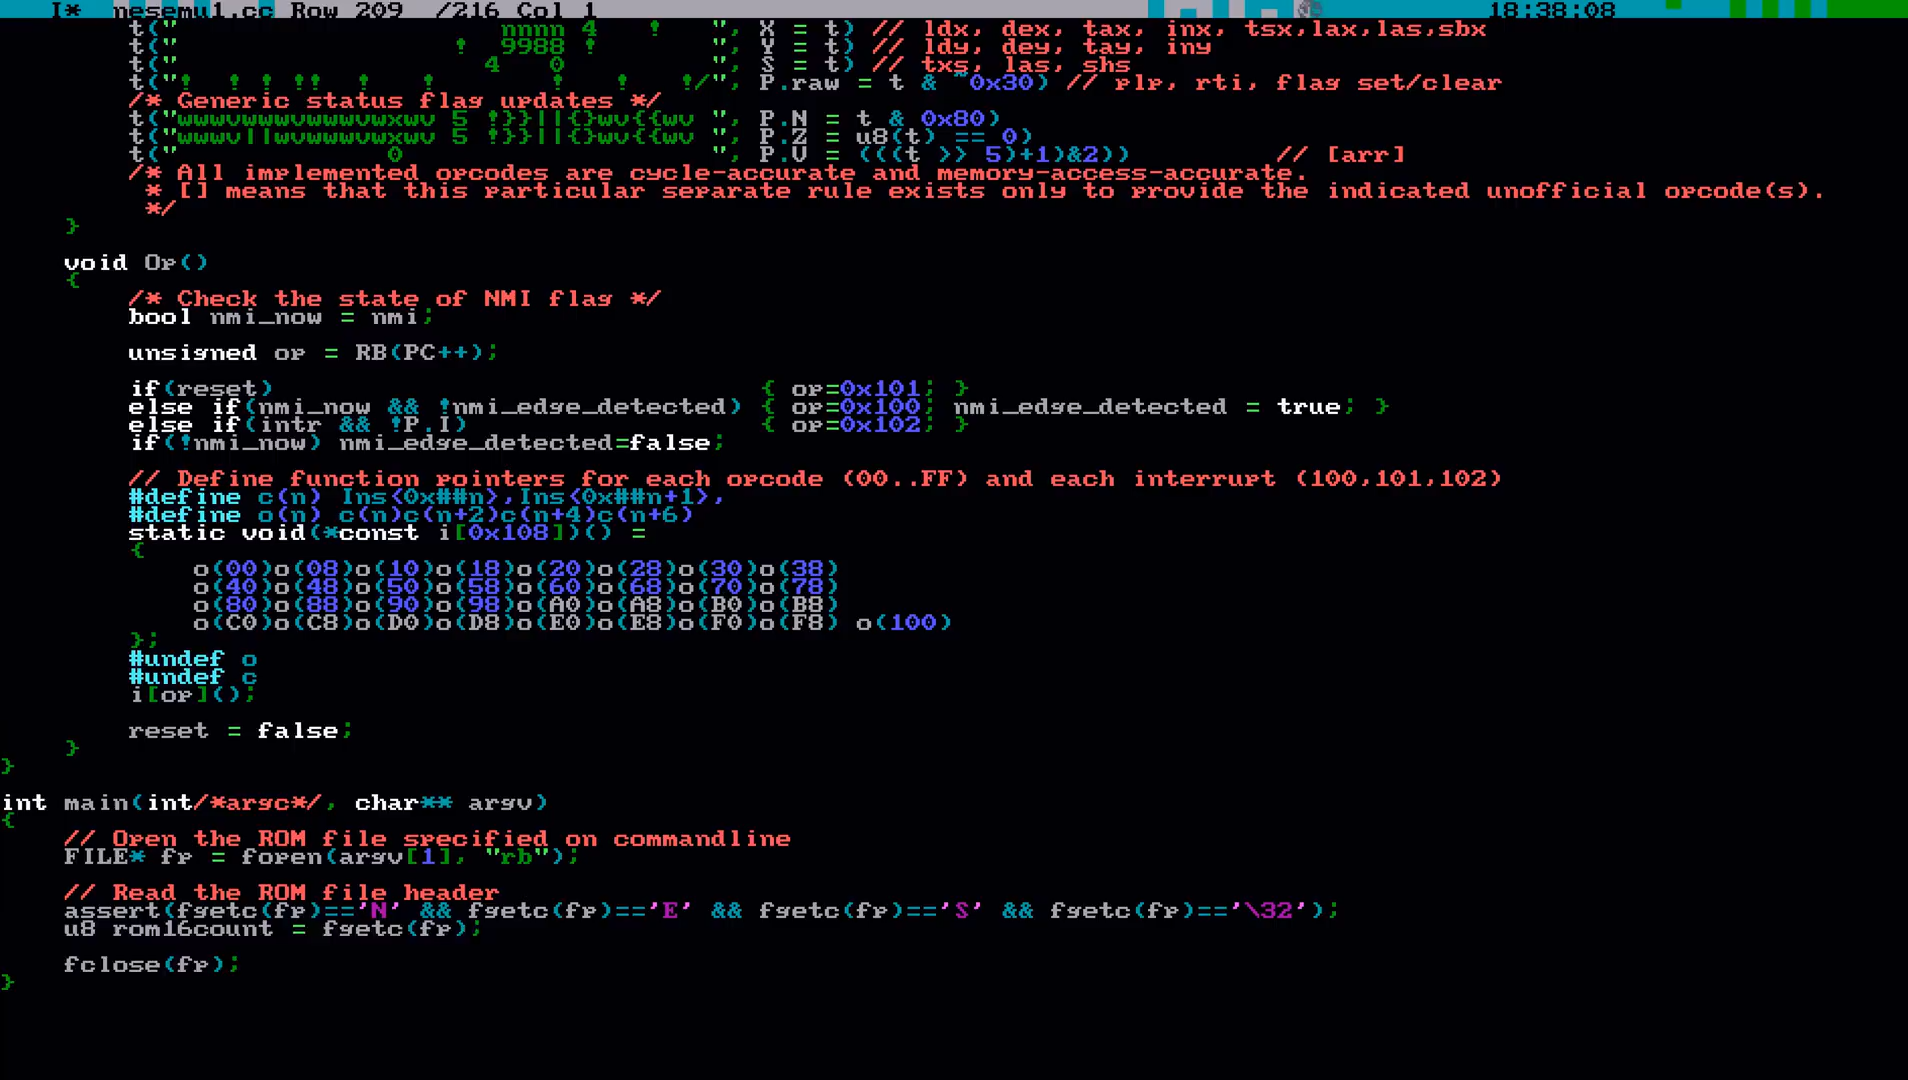 I* nesemu1.cc Row 209 /216 Col 1 18:38:08
t(" nnnn 4 ! ", X = t) // ldx, dex, tax, inx, tsx,lax,las,sbx
t(" ! 9988 ! ", Y = t) // ldy, dey, tay, iny
t(" 4 0 ", S = t) // txs, las, shs
t("! ! ! !! ! ! ! ! !/", P.raw = t & ~0x30) // plp, rti, flag set/clear
/* Generic status flag updates */
t("wwwvwwwvwwwvwxwv 5 !}}||{}wv{{wv ", P.N = t & 0x80)
t("wwwv||wvwwwvwxwv 5 !}}||{}wv{{wv ", P.Z = u8(t) == 0)
t(" 0 ", P.V = (((t >> 5)+1)&2)) // [arr]
/* All implemented opcodes are cycle-accurate and memory-access-accurate.
* [] means that this particular separate rule exists only to provide the indicated unofficial opcode(s).
*/
}
void Op()
{
/* Check the state of NMI flag */
bool nmi_now = nmi;
unsigned op = RB(PC++);
if(reset) { op=0x101; }
else if(nmi_now && !nmi_edge_detected) { op=0x100; nmi_edge_detected = true; }
else if(intr && !P.I) { op=0x102; }
if(!nmi_now) nmi_edge_detected=false;
// Define function pointers for each opcode (00..FF) and each interrupt (100,101,102)
#define c(n) Ins<0x##n>,Ins<0x##n+1>,
#define o(n) c(n)c(n+2)c(n+4)c(n+6)
static void(*const i[0x108])() =
{
o(00)o(08)o(10)o(18)o(20)o(28)o(30)o(38)
o(40)o(48)o(50)o(58)o(60)o(68)o(70)o(78)
o(80)o(88)o(90)o(98)o(A0)o(A8)o(B0)o(B8)
o(C0)o(C8)o(D0)o(D8)o(E0)o(E8)o(F0)o(F8) o(100)
};
#undef o
#undef c
i[op]();
reset = false;
}
}
int main(int/*argc*/, char** argv)
{
// Open the ROM file specified on commandline
FILE* fp = fopen(argv[1], "rb");
// Read the ROM file header
assert(fgetc(fp)=='N' && fgetc(fp)=='E' && fgetc(fp)=='S' && fgetc(fp)=='\32');
u8 rom16count = fgetc(fp);
fclose(fp);
}